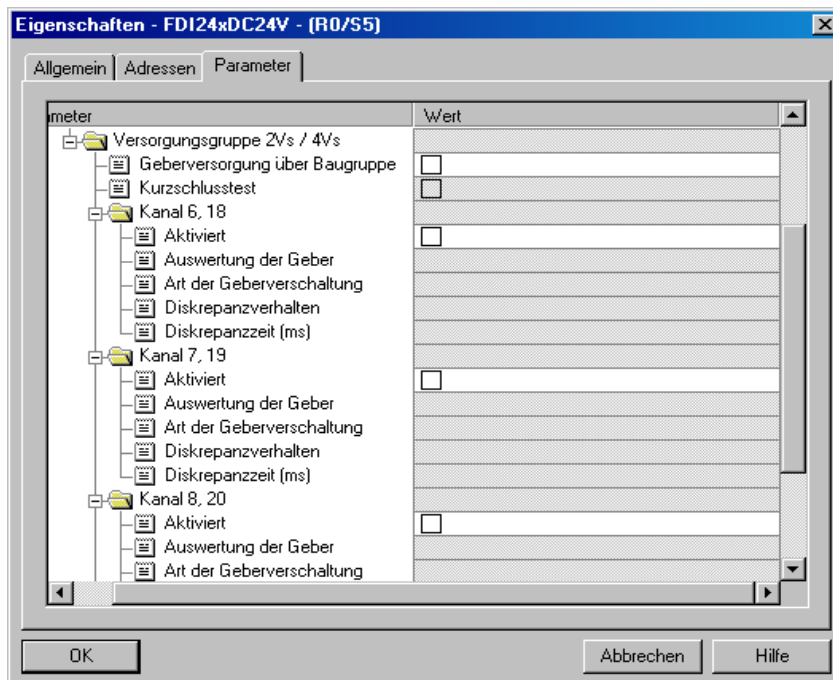 Eigenschaften - FDI24xDC24V - (R0/S5)
Allgemein Adressen Parameter
meter Wert
Versorgungsgruppe 2Vs / 4Vs
Geberversorgung über Baugruppe
Kurzschlusstest
Kanal 6, 18
Aktiviert
Auswertung der Geber
Art der Geberverschaltung
Diskrepanzverhalten
Diskrepanzzeit (ms)
Kanal 7, 19
Aktiviert
Auswertung der Geber
Art der Geberverschaltung
Diskrepanzverhalten
Diskrepanzzeit (ms)
Kanal 8, 20
Aktiviert
Auswertung der Geber
Art der Geberverschaltung
OK Abbrechen Hilfe